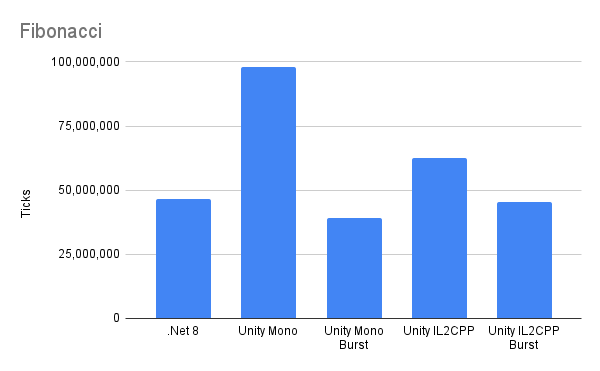 Fibonacci
100,000,000
75,000,000
50,000,000
25,000,000
0
Ticks
.Net 8
Unity Mono
Unity Mono
Burst
Unity IL2CPP
Unity IL2CPP
Burst